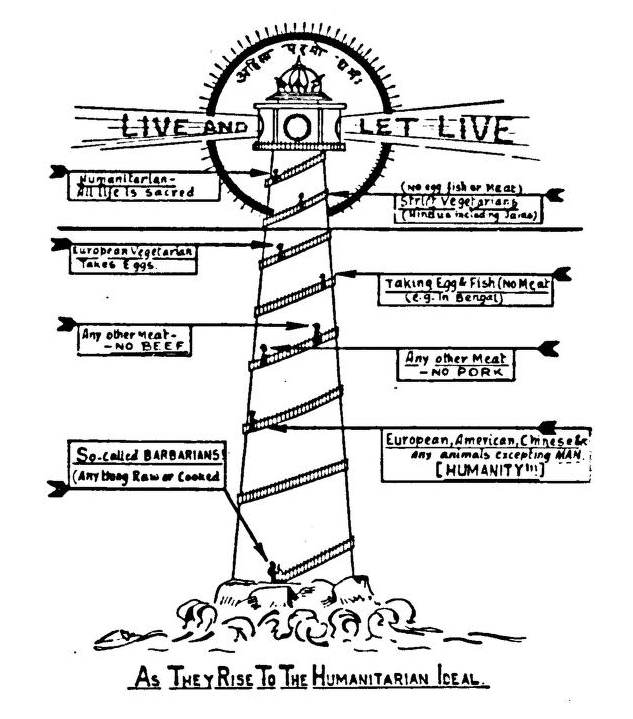 अहिंसा परमो धर्मः
LIVE AND LET LIVE
Humanitarian-
All life is sacred
(No egg fish or Meat)
Strict Vegetarians
(Hindus including Jains)
European Vegetarian
Takes Eggs.
Taking Egg & Fish (No Meat
(e.g. In Bengal)
Any other Meat-
-NO BEEF
Any other Meat
-NO PORK
European, American, Chinese &c
any animals excepting MAN.
[HUMANITY!!!]
So-called BARBARIANS
(Anything Raw or Cooked
AS THEY RISE TO THE HUMANITARIAN IDEAL.